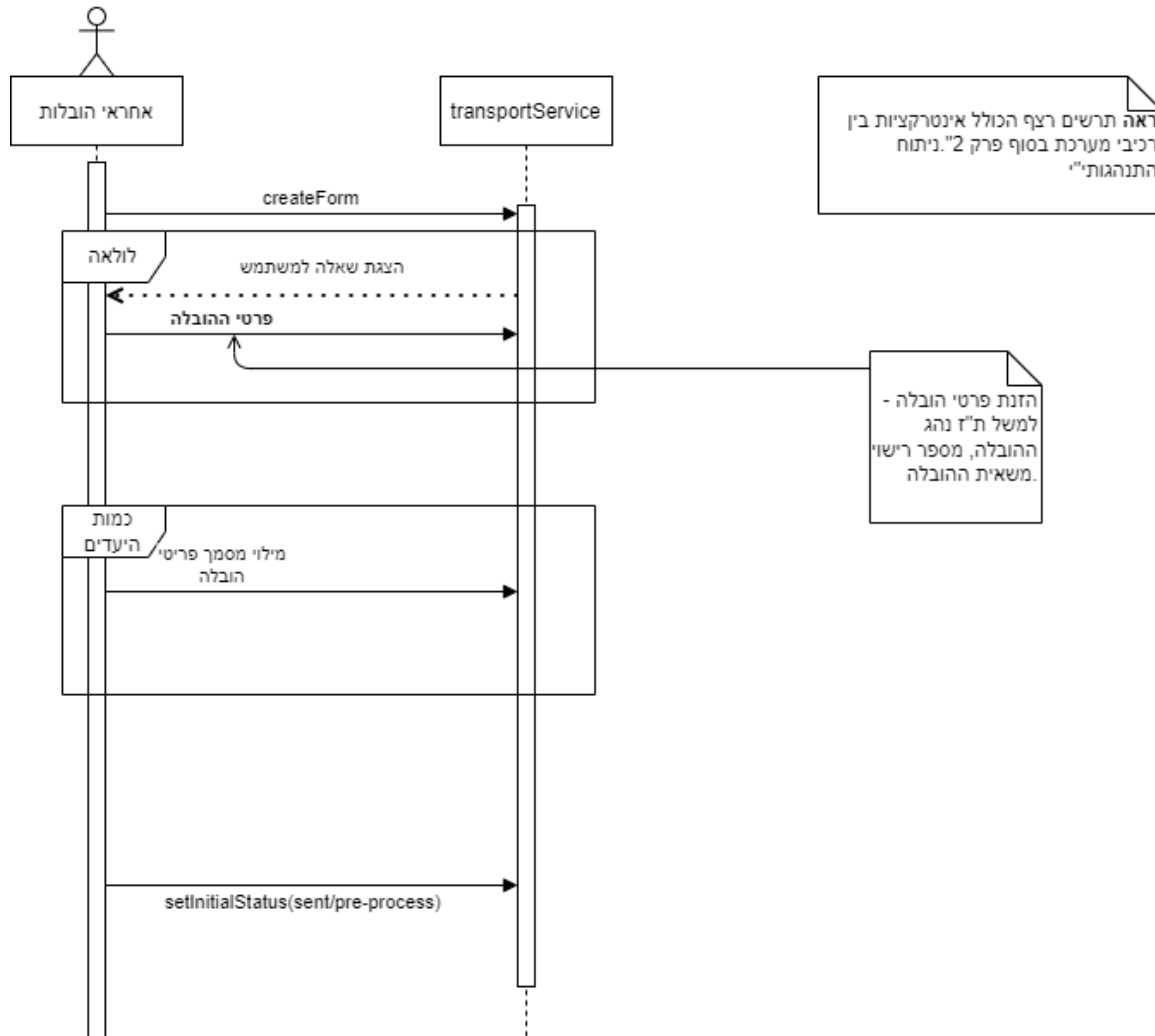 אחראי הובלות
transportService
ראה תרשים רצף הכולל אינטרקציות בין
רכיבי מערכת בסוף פרק 2".ניתוח
התנהגותי"י
createForm
לולאה
הצגת שאלה למשתמש
פרטי ההובלה
הזנת פרטי הובלה -
למשל ת"ז נהג
ההובלה, מספר רישוי
משאית ההובלה.
כמות
היעדים
מילוי מסמך פריטי
הובלה
setInitialStatus(sent/pre-process)